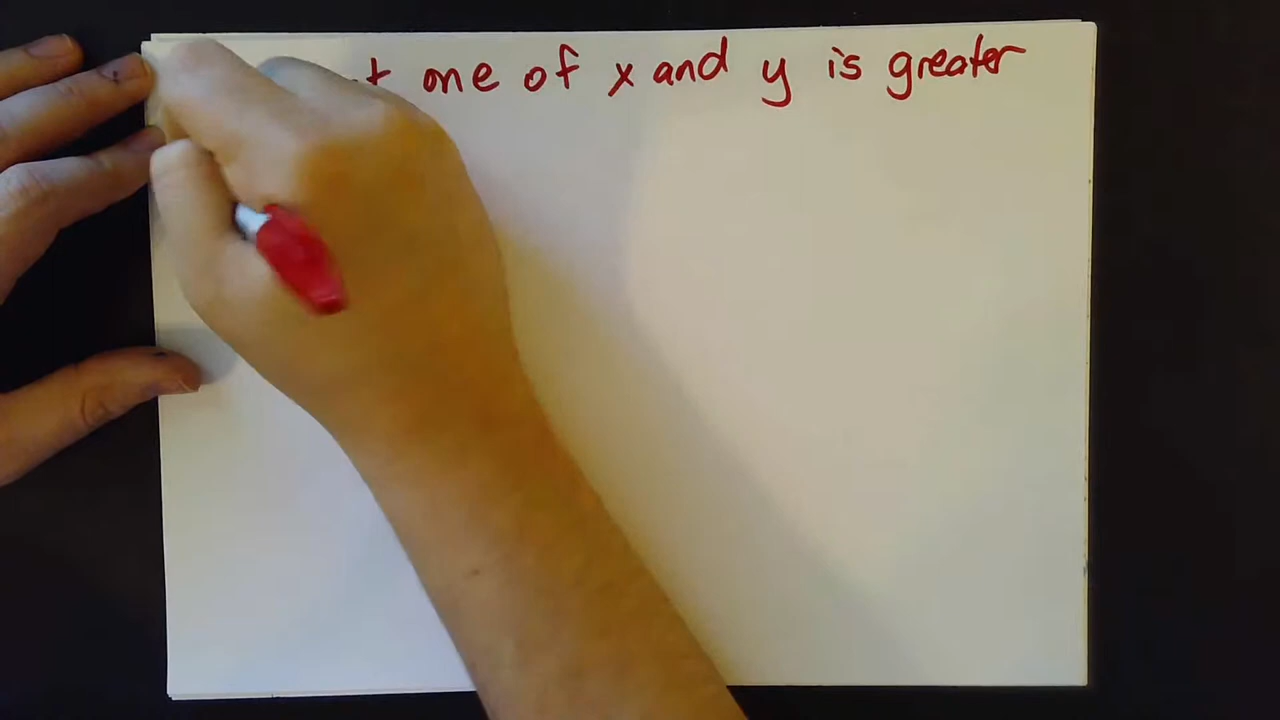 one of x and y is greater